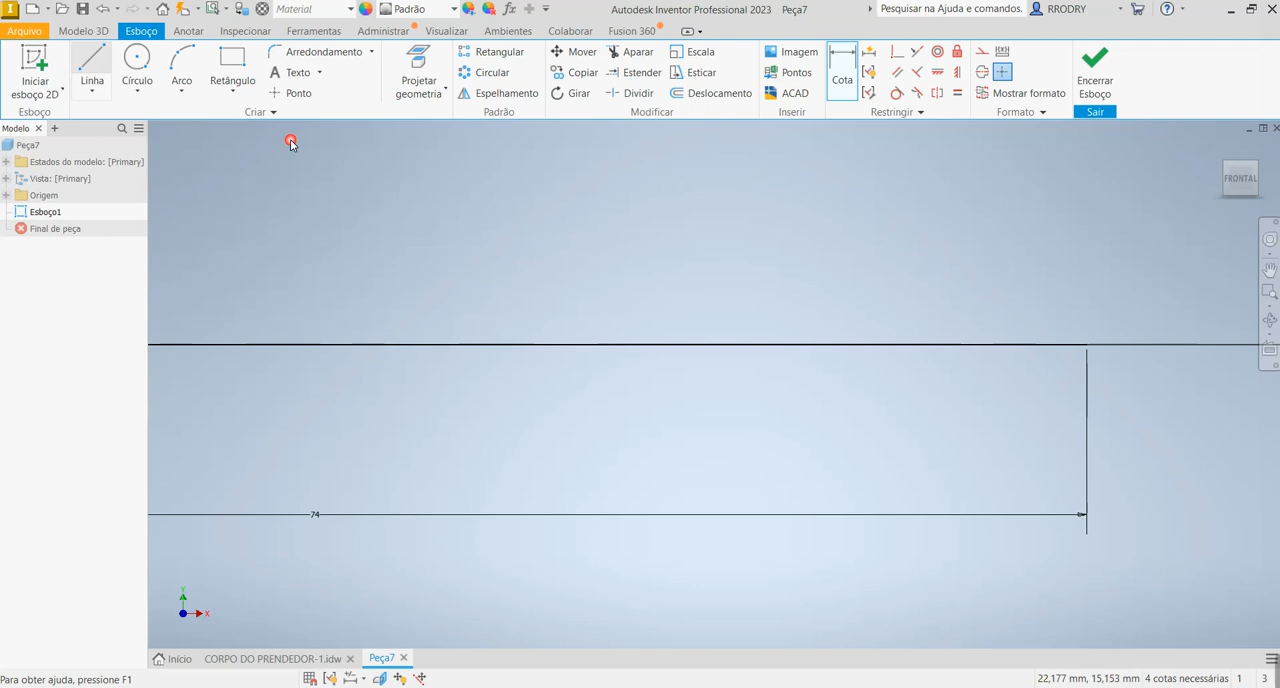 I Material Padrão fx Autodesk Inventor Professional 2023 Peça7 Pesquisar na Ajuda e comandos. RRODRY ?
Arquivo Modelo 3D Esboço Anotar Inspecionar Ferramentas Administrar Visualizar Ambientes Colaborar Fusion 360
Iniciar
esboço 2D
Linha
Círculo
Arco
Retângulo
Arredondamento
A Texto
Ponto
Projetar
geometria
Retangular
Circular
Espelhamento
Mover
Copiar
Girar
Aparar
Estender
Dividir
Escala
Esticar
Deslocamento
Imagem
Pontos
ACAD
Cota
Mostrar formato
Encerrar
Esboço
Esboço Criar Padrão Modificar Inserir Restringir Formato Sair
Modelo
Peça7
Estados do modelo: [Primary]
Vista: [Primary]
Origem
Esboço1
Final de peça
FRONTAL
74
Y
X
Início CORPO DO PRENDEDOR-1.idw Peça7
Para obter ajuda, pressione F1 22,177 mm, 15,153 mm 4 cotas necessárias 1 3